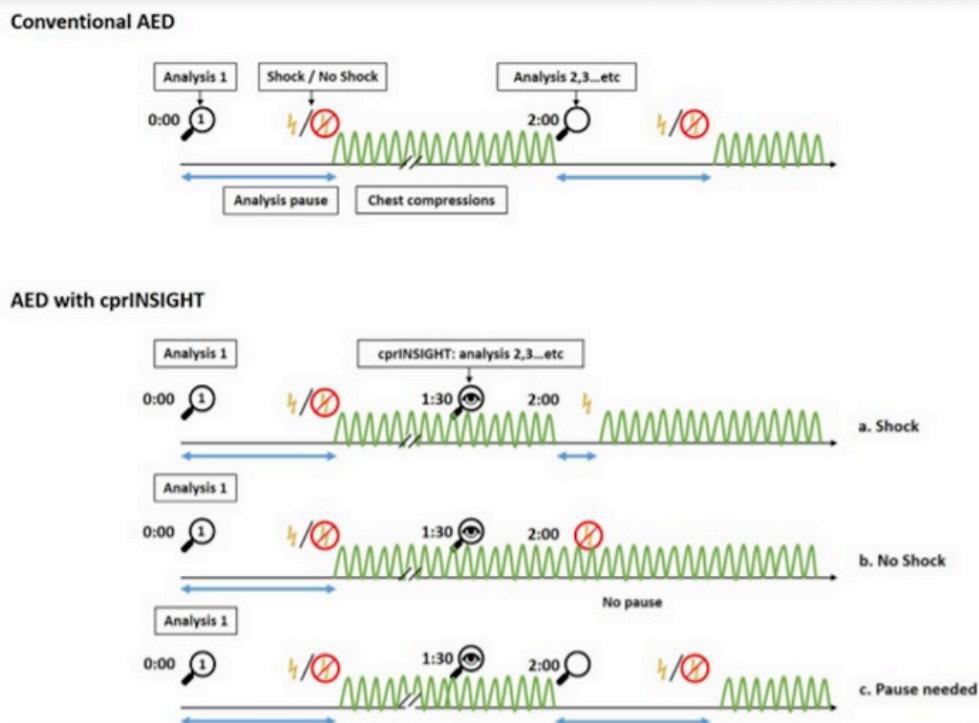 Conventional AED
Analysis 1
Shock / No Shock
Analysis 2,3...etc
0:00
1
2:00
Analysis pause
Chest compressions
AED with cprINSIGHT
Analysis 1
cprINSIGHT: analysis 2,3...etc
0:00
1
1:30
2:00
a. Shock
Analysis 1
0:00
1
1:30
2:00
b. No Shock
No pause
Analysis 1
0:00
1
1:30
2:00
c. Pause needed